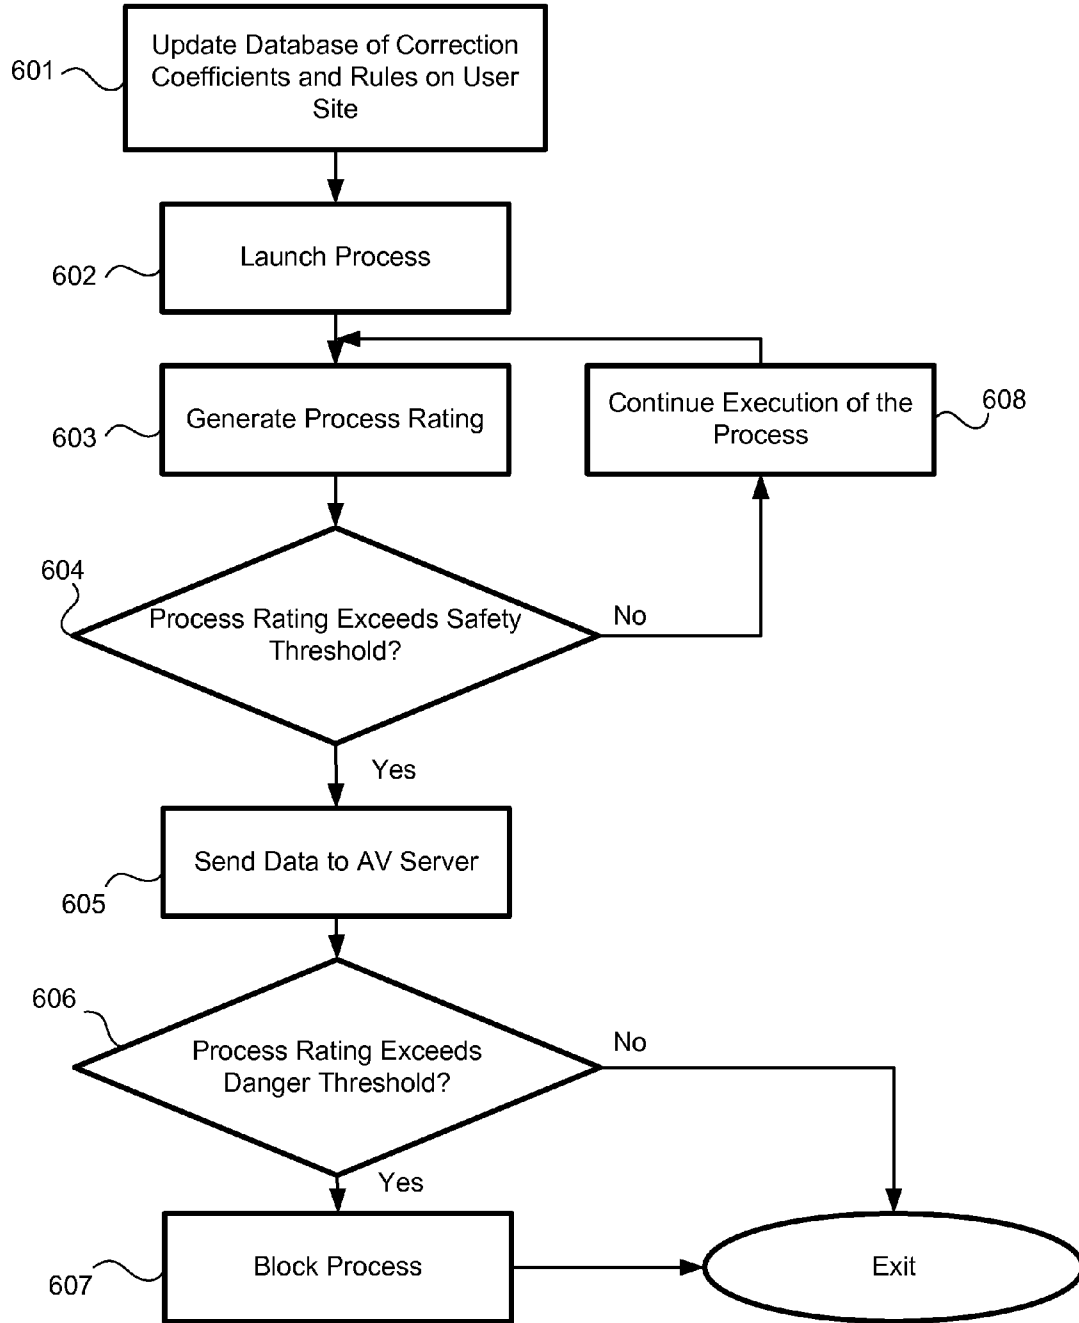 Update Database of Correction
Coefficients and Rules on User
Site
601
Launch Process
602
Generate Process Rating
603
Continue Execution of the
Process
608
604
Process Rating Exceeds Safety
Threshold?
No
Yes
Send Data to AV Server
605
606
Process Rating Exceeds
Danger Threshold?
No
Yes
Block Process
607
Exit